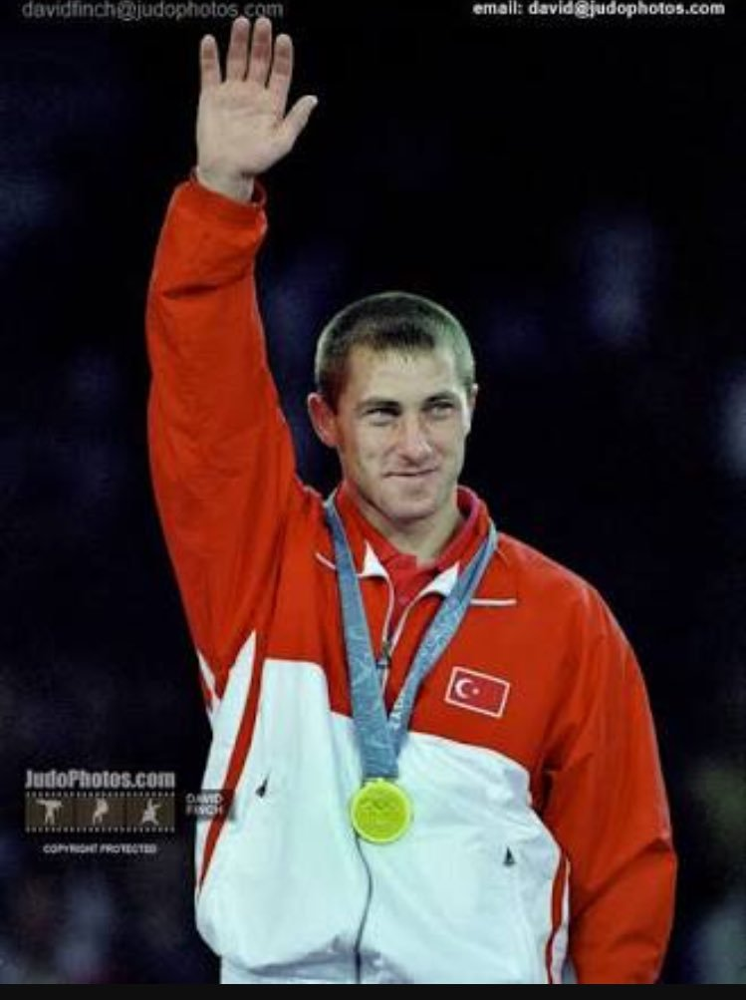 davidfinch@judophotos.com
email: david@judophotos.com
JudoPhotos.com
DAVID
FINCH
COPYRIGHT PROTECTED